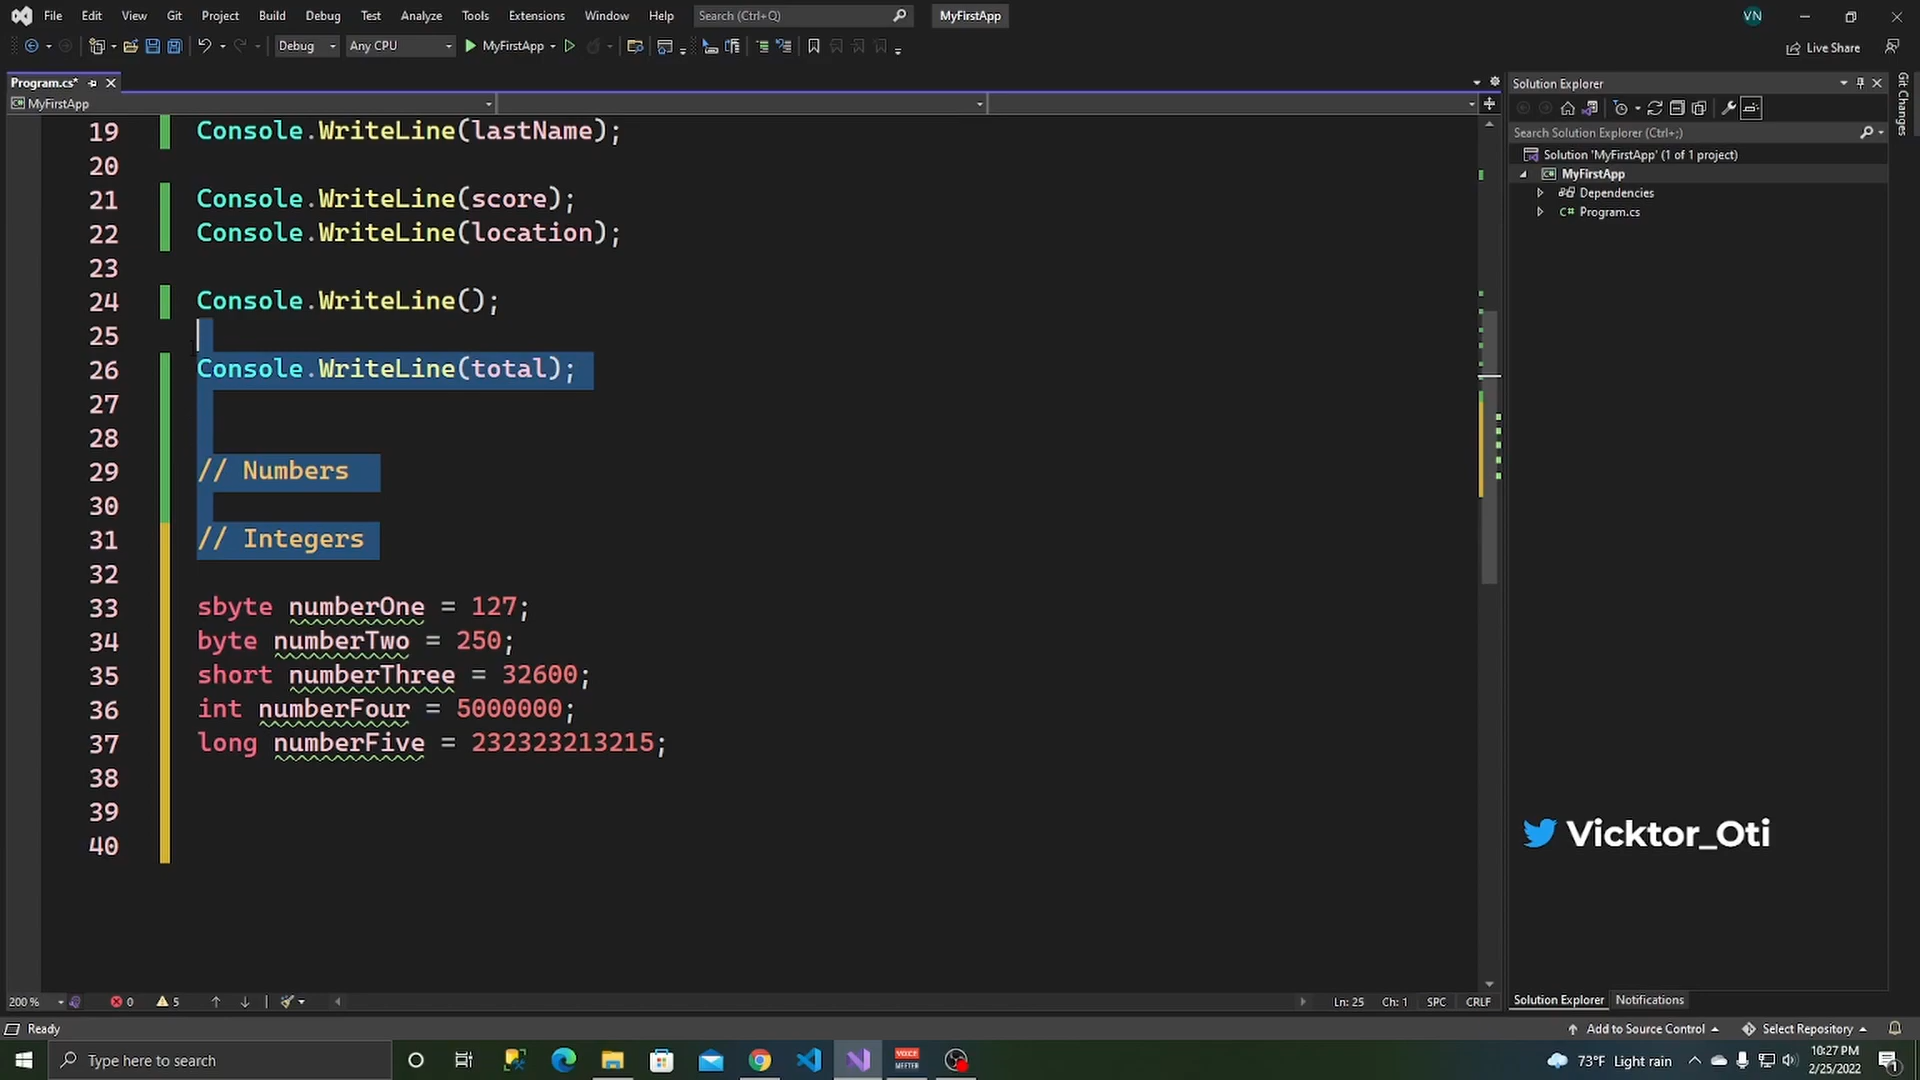 File Edit View Git Project Build Debug Test Analyze Tools Extensions Window Help Search (Ctrl+Q) MyFirstApp VN
Debug Any CPU MyFirstApp Live Share
Program.cs*
MyFirstApp
19 Console.WriteLine(lastName);
20
21 Console.WriteLine(score);
22 Console.WriteLine(location);
23
24 Console.WriteLine();
25
26 Console.WriteLine(total);
27
28
29 // Numbers
30
31 // Integers
32
33 sbyte numberOne = 127;
34 byte numberTwo = 250;
35 short numberThree = 32600;
36 int numberFour = 5000000;
37 long numberFive = 232323213215;
38
39
40
Solution Explorer
Search Solution Explorer (Ctrl+;)
Solution 'MyFirstApp' (1 of 1 project)
MyFirstApp
Dependencies
C# Program.cs
Git Changes
Vicktor_Oti
Solution Explorer Notifications
200 % 0 5 Ln: 25 Ch: 1 SPC CRLF
Ready Add to Source Control Select Repository
Type here to search VOICE MEETER 73°F Light rain 10:27 PM
2/25/2022
1